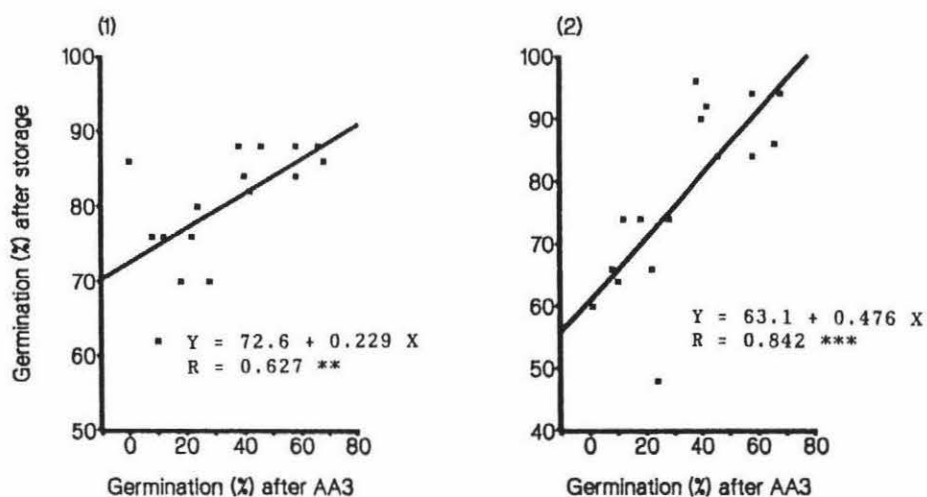 (1)
100
90
80
70
60
50
Germination (%) after storage
Y = 72.6 + 0.229 X
R = 0.627 **
0 20 40 60 80
Germination (%) after AA3
(2)
100
90
80
70
60
50
40
Y = 63.1 + 0.476 X
R = 0.842 ***
0 20 40 60 80
Germination (%) after AA3